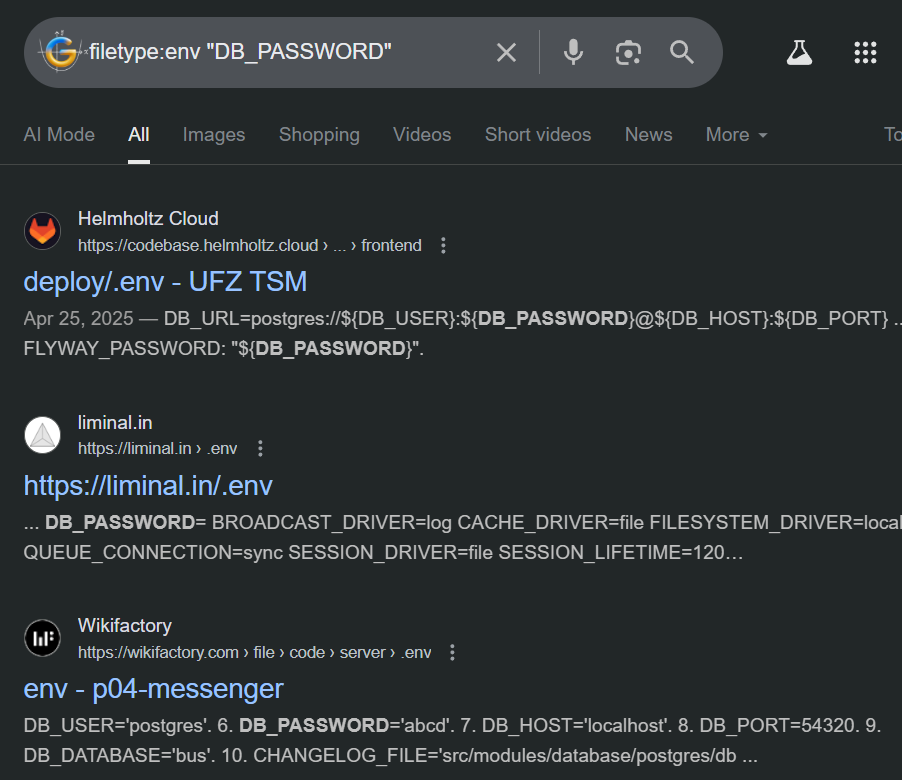 filetype:env "DB_PASSWORD"
AI Mode All Images Shopping Videos Short videos News More To
Helmholtz Cloud
https://codebase.helmholtz.cloud › ... › frontend
deploy/.env - UFZ TSM
Apr 25, 2025 — DB_URL=postgres://${DB_USER}:${DB_PASSWORD}@${DB_HOST}:${DB_PORT} ..
FLYWAY_PASSWORD: "${DB_PASSWORD}".
liminal.in
https://liminal.in › .env
https://liminal.in/.env
... DB_PASSWORD= BROADCAST_DRIVER=log CACHE_DRIVER=file FILESYSTEM_DRIVER=local
QUEUE_CONNECTION=sync SESSION_DRIVER=file SESSION_LIFETIME=120...
Wikifactory
https://wikifactory.com › file › code › server › .env
env - p04-messenger
DB_USER='postgres'. 6. DB_PASSWORD='abcd'. 7. DB_HOST='localhost'. 8. DB_PORT=54320. 9.
DB_DATABASE='bus'. 10. CHANGELOG_FILE='src/modules/database/postgres/db ...